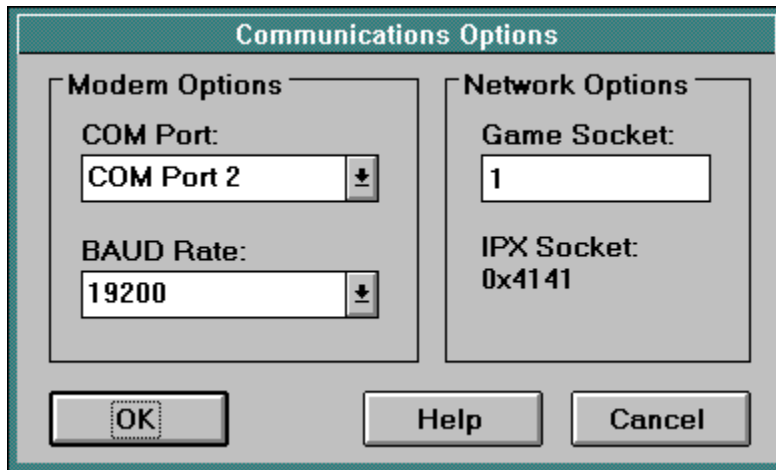 Communications Options
Modem Options
COM Port:
COM Port 2
BAUD Rate:
19200
Network Options
Game Socket:
1
IPX Socket:
0x4141
OK
Help
Cancel